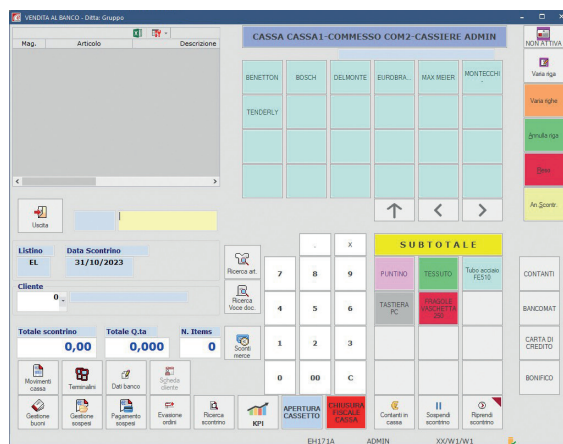 VENDITA AL BANCO - Ditta: Gruppo
Mag. Articolo Descrizione
CASSA CASSA1-COMMESSO COM2-CASSIERE ADMIN
NON ATTIVA
Varia riga
Varia righe
Annulla riga
Reso
An.Scontr.
BENETTON BOSCH DELMONTE EUROBRA... MAX MEIER MONTECCHI
-
TENDERLY
Uscita
Listino Data Scontrino
EL 31/10/2023
Cliente
0
Totale scontrino Totale Q.ta N. Items
0,00 0,000 0
Ricerca art.
Ricerca
Voce doc.
Sconti
merce
. X
7 8 9
4 5 6
1 2 3
0 00 C
SUBTOTALE
PUNTINO TESSUTO Tubo acciaio
FE510
TASTIERA
PC
FRAGOLE
VASCHETTA
250
CONTANTI
BANCOMAT
CARTA DI
CREDITO
BONIFICO
Movimenti
cassa
Terminalini
Dati banco
Scheda
cliente
Gestione
buoni
Gestione
sospesi
Pagamento
sospesi
Evasione
ordini
Ricerca
scontrino
KPI
APERTURA
CASSETTO
CHIUSURA
FISCALE
CASSA
Contanti in
cassa
Sospendi
scontrino
Riprendi
scontrino
EH171A ADMIN XX/W1/W1